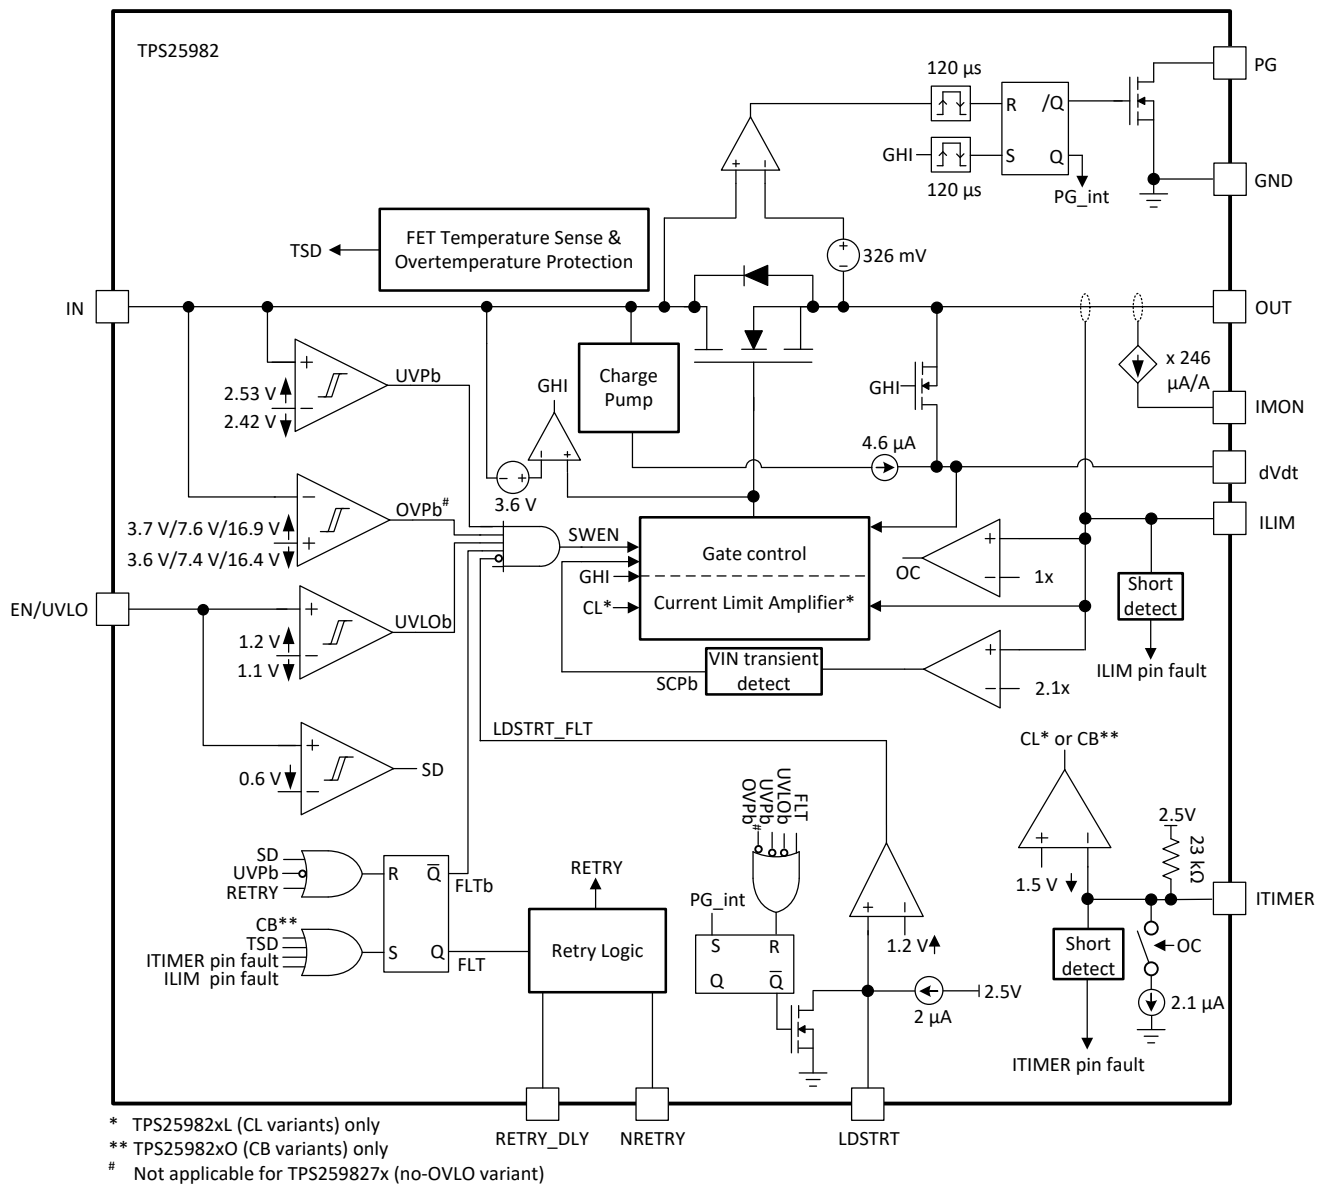 TPS25982
120 µs
PG
R
/Q
GHI
S
Q
120 µs
PG_int
GND
FET Temperature Sense &
Overtemperature Protection
TSD
+
−
+
−
326 mV
IN
OUT
+
−
2.53 V
2.42 V
UVPb
GHI
Charge
Pump
GHI
x 246
µA/A
IMON
−
+
− +
3.6 V
4.6 µA
dVdt
−
+
3.7 V/7.6 V/16.9 V
3.6 V/7.4 V/16.4 V
OVPb#
SWEN
Gate control
GHI
CL*
Current Limit Amplifier*
OC
+
−
1x
ILIM
Short
detect
ILIM pin fault
EN/UVLO
+
−
1.2 V
1.1 V
UVLOb
SCPb
VIN transient
detect
+
−
2.1x
LDSTRT_FLT
+
−
0.6 V
SD
CL* or CB**
+
−
1.5 V
2.5V
23 kΩ
ITIMER
OVPb#
UVPb
UVLOb
FLT
SD
UVPb
RETRY
R
Q
FLTb
CB**
TSD
ITIMER pin fault
ILIM pin fault
S
Q
FLT
RETRY
Retry Logic
PG_int
S
R
Q
Q
+
−
1.2 V
2.5V
2 µA
Short
detect
OC
2.1 µA
ITIMER pin fault
RETRY_DLY
NRETRY
LDSTRT
* TPS25982xL (CL variants) only
** TPS25982xO (CB variants) only
# Not applicable for TPS259827x (no-OVLO variant)